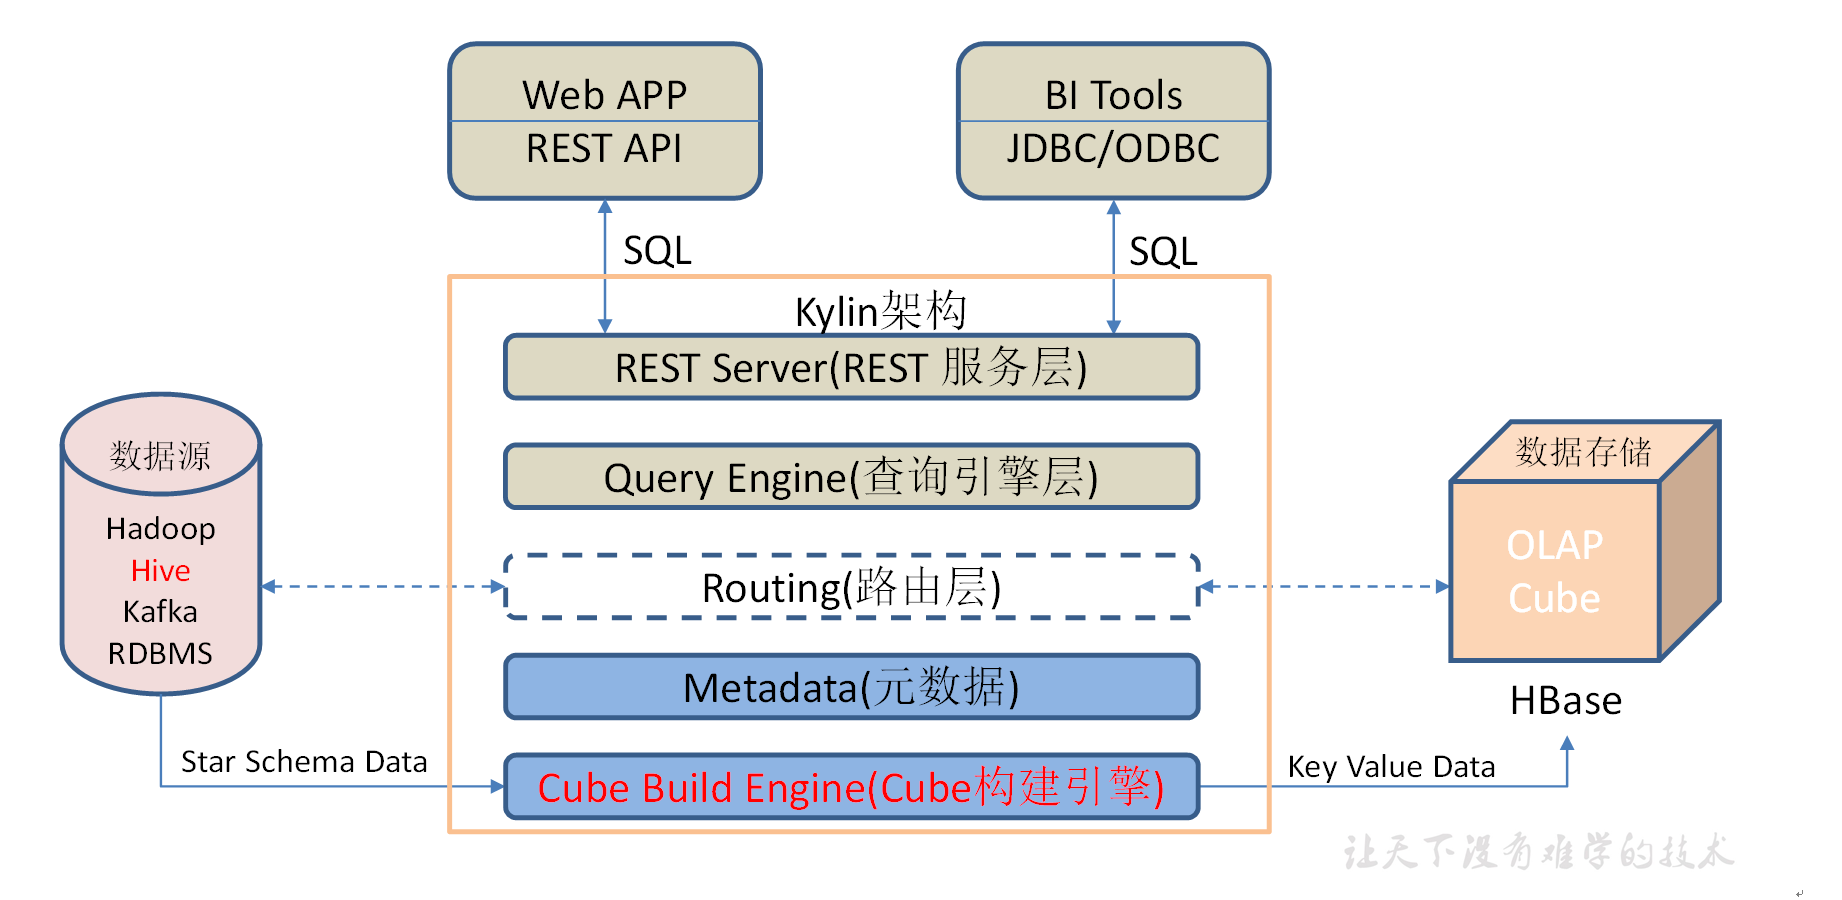 Web APP
REST API
BI Tools
JDBC/ODBC
SQL
SQL
Kylin架构
REST Server(REST 服务层)
Query Engine(查询引擎层)
Routing(路由层)
Metadata(元数据)
Cube Build Engine(Cube构建引擎)
数据源
Hadoop
Hive
Kafka
RDBMS
Star Schema Data
数据存储
OLAP
Cube
HBase
Key Value Data
让天下没有难学的技术